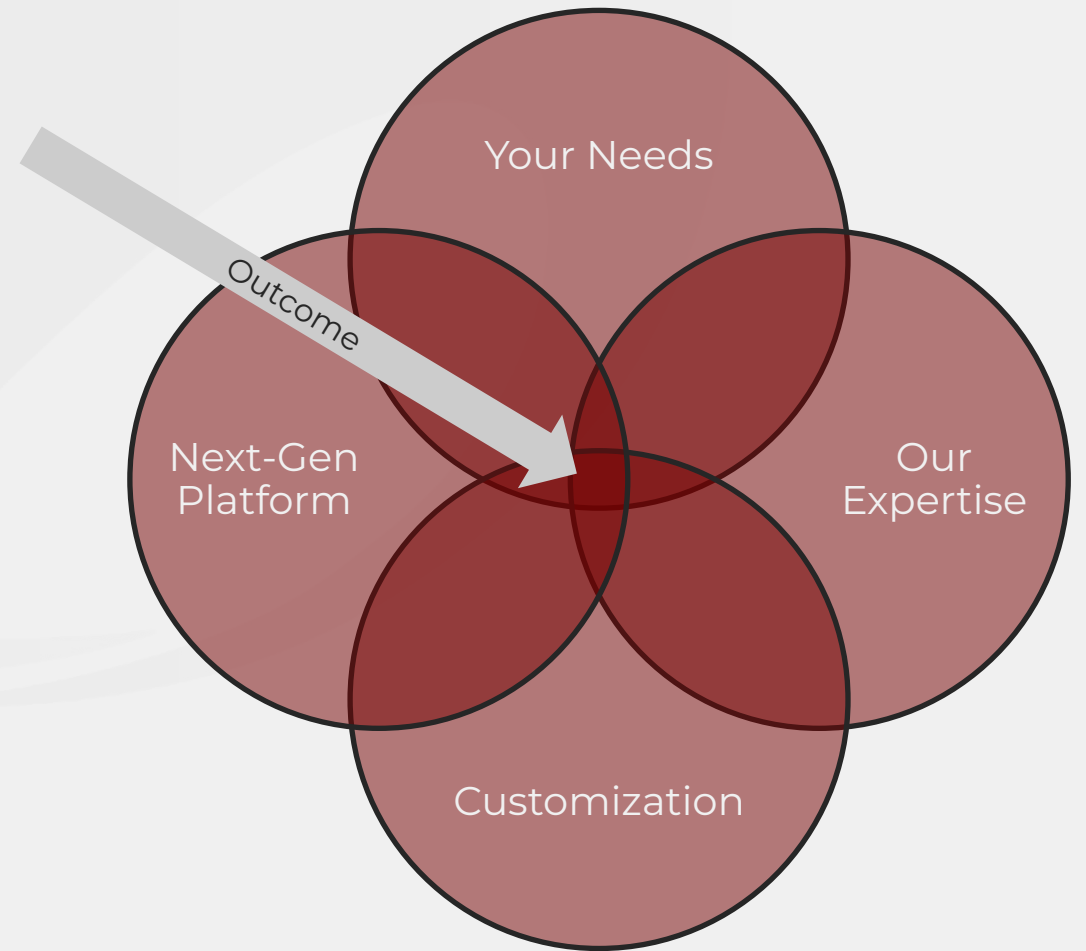 Your Needs
Outcome
Next-Gen
Platform
Our
Expertise
Customization